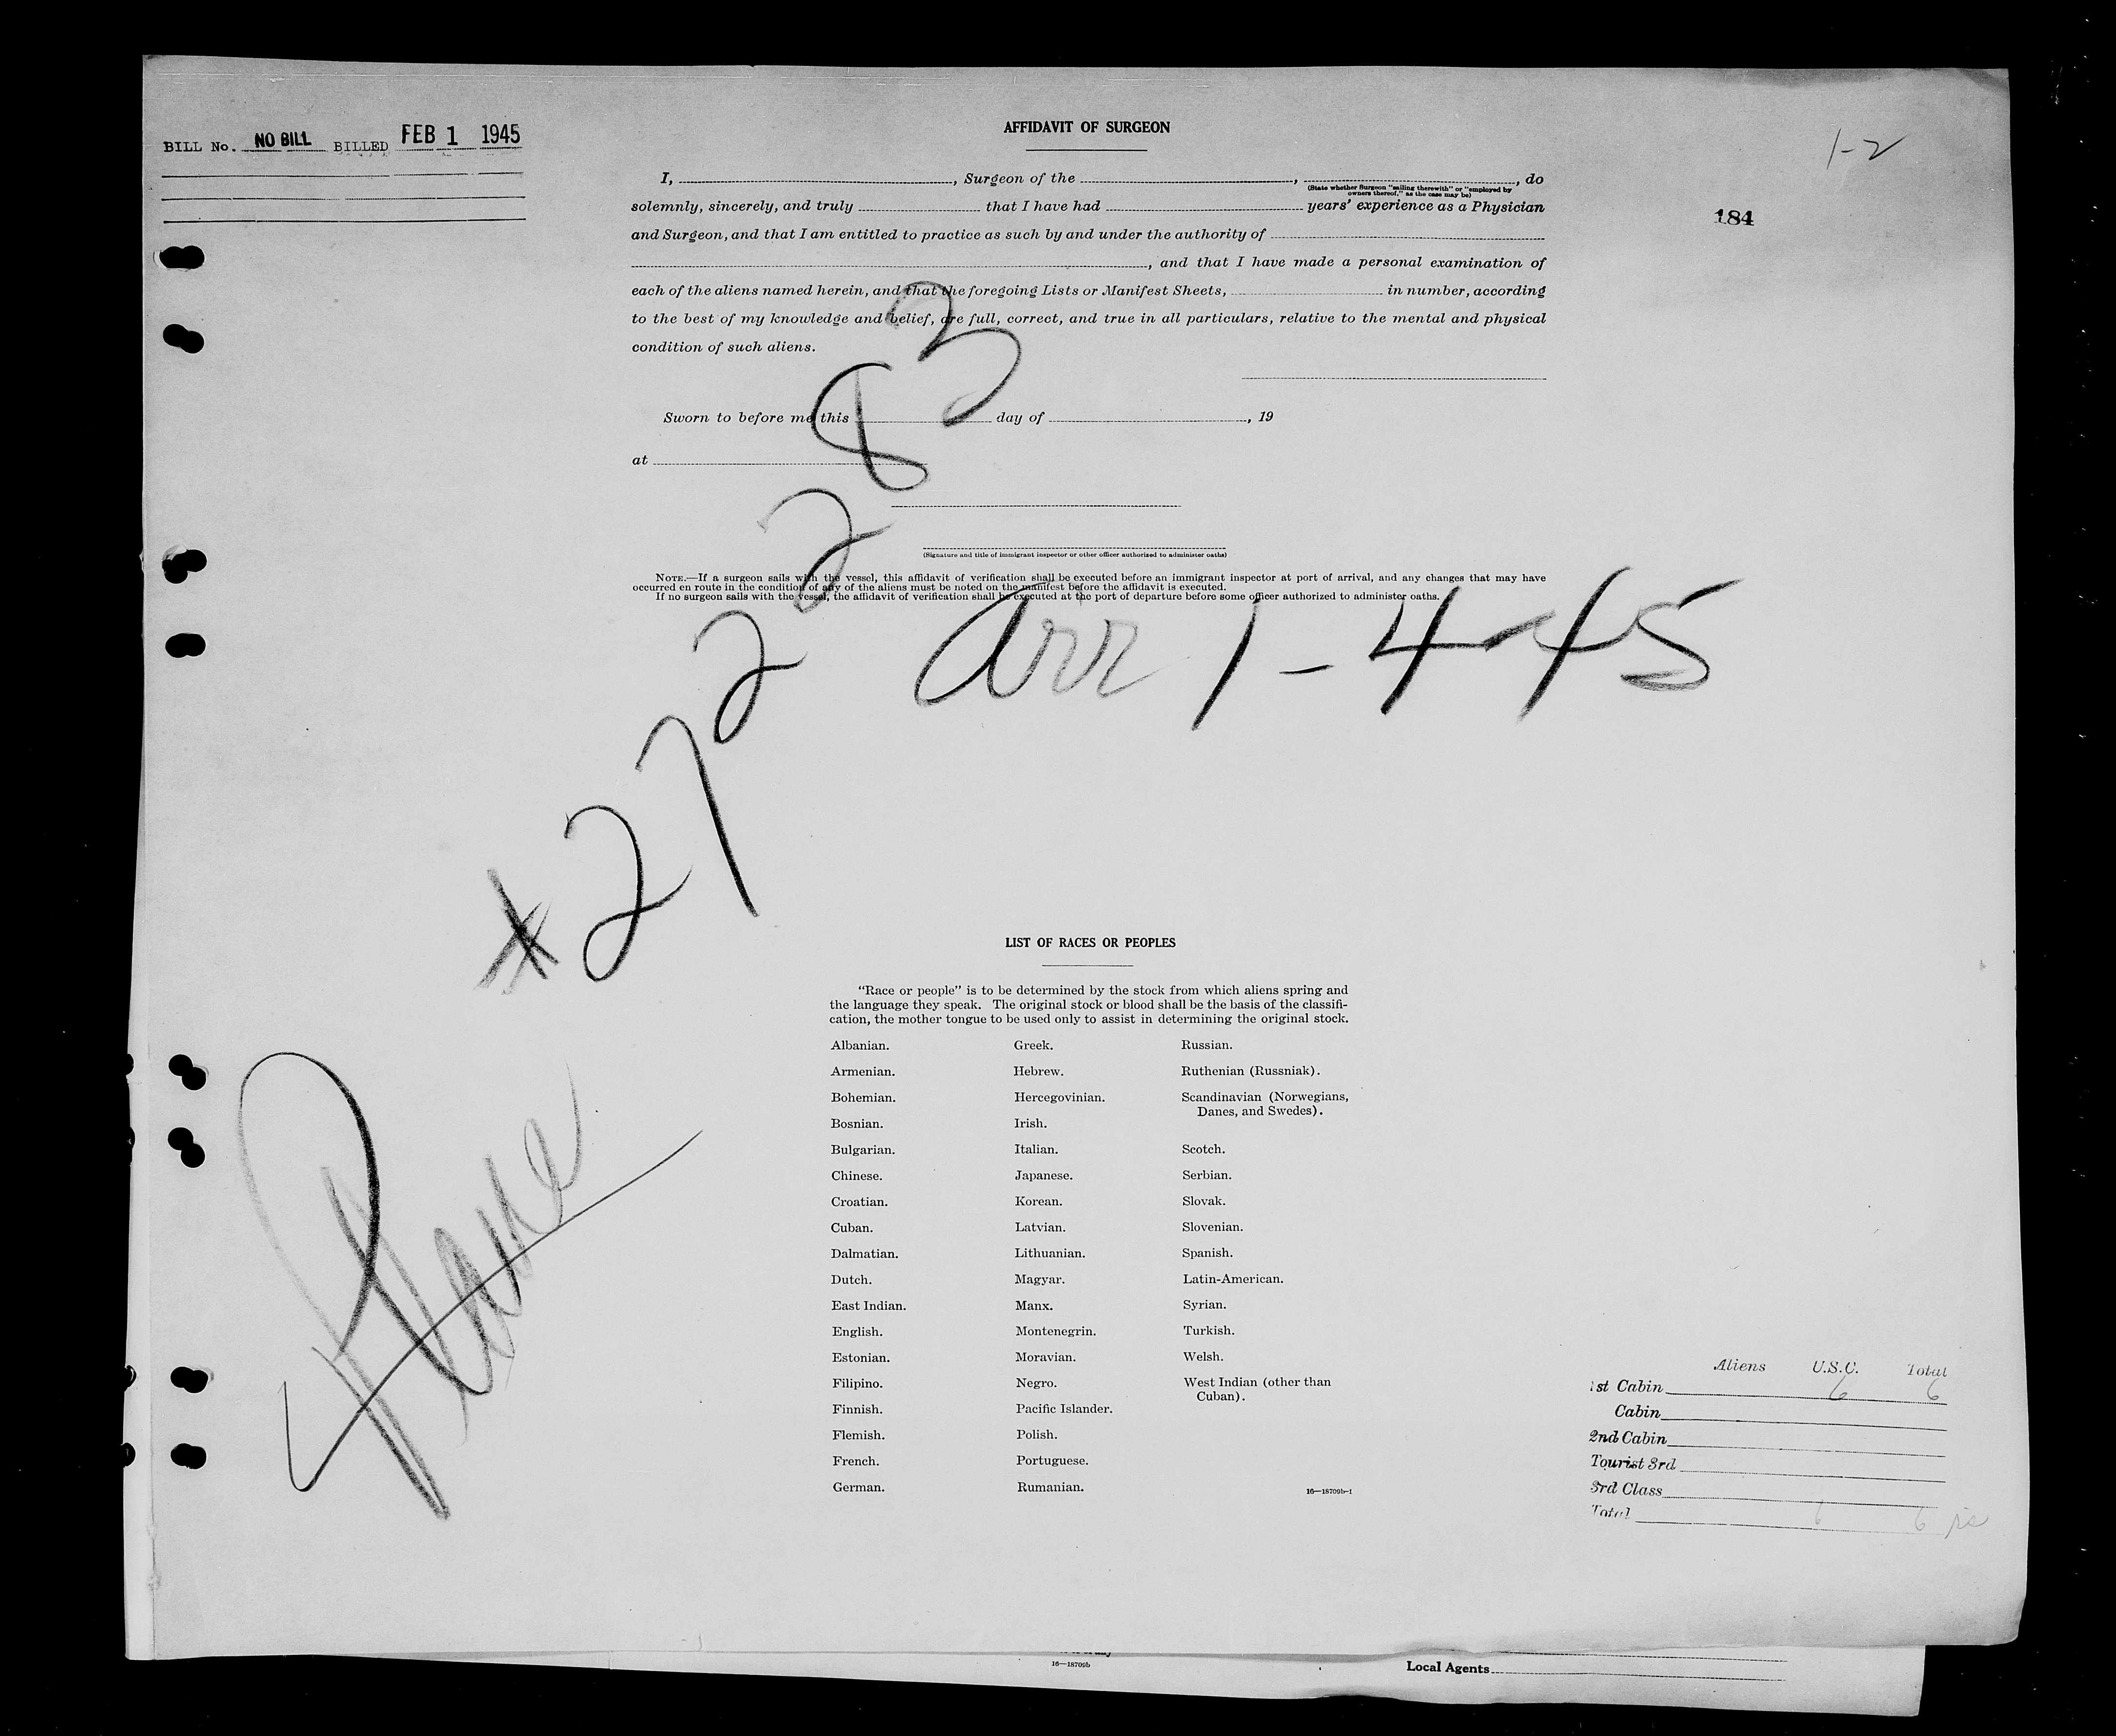 BILL No. NO BILL BILLED FEB 1 1945
1-2
184
AFFIDAVIT OF SURGEON
I, , Surgeon of the , , do
(State whether Surgeon "sailing therewith" or "employed by
owners thereof," as the case may be)
solemnly, sincerely, and truly that I have had years' experience as a Physician
and Surgeon, and that I am entitled to practice as such by and under the authority of
, and that I have made a personal examination of
each of the aliens named herein, and that the foregoing Lists or Manifest Sheets, in number, according
to the best of my knowledge and belief, are full, correct, and true in all particulars, relative to the mental and physical
condition of such aliens.
Sworn to before me this day of , 19
at
(Signature and title of immigrant inspector or other officer authorized to administer oaths)
NOTE.—If a surgeon sails with the vessel, this affidavit of verification shall be executed before an immigrant inspector at port of arrival, and any changes that may have
occurred en route in the condition of any of the aliens must be noted on the manifest before the affidavit is executed.
If no surgeon sails with the vessel, the affidavit of verification shall be executed at the port of departure before some officer authorized to administer oaths.
#272283
Arr 1-4-45
Plane
LIST OF RACES OR PEOPLES
"Race or people" is to be determined by the stock from which aliens spring and
the language they speak. The original stock or blood shall be the basis of the classifi-
cation, the mother tongue to be used only to assist in determining the original stock.
Albanian.
Armenian.
Bohemian.
Bosnian.
Bulgarian.
Chinese.
Croatian.
Cuban.
Dalmatian.
Dutch.
East Indian.
English.
Estonian.
Filipino.
Finnish.
Flemish.
French.
German.
Greek.
Hebrew.
Hercegovinian.
Irish.
Italian.
Japanese.
Korean.
Latvian.
Lithuanian.
Magyar.
Manx.
Montenegrin.
Moravian.
Negro.
Pacific Islander.
Polish.
Portuguese.
Rumanian.
Russian.
Ruthenian (Russniak).
Scandinavian (Norwegians,
Danes, and Swedes).
Scotch.
Serbian.
Slovak.
Slovenian.
Spanish.
Latin-American.
Syrian.
Turkish.
Welsh.
West Indian (other than
Cuban).
16—18709b-1
Aliens U.S.C. Total
1st Cabin 6 6
Cabin
2nd Cabin
Tourist 3rd
3rd Class
Total 6 6
16—18709b
Local Agents